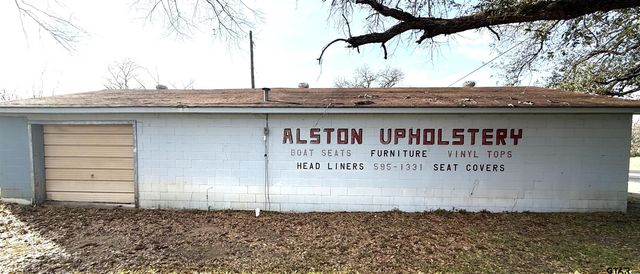 ALSTON UPHOLSTERY
BOAT SEATS FURNITURE VINYL TOPS
HEAD LINERS 595-1331 SEAT COVERS